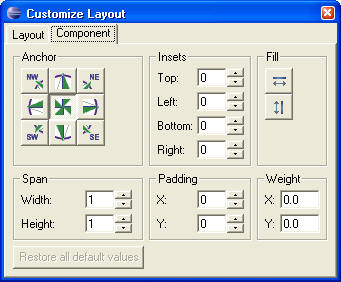 Customize Layout
Layout Component
Anchor
NW NE
SW SE
Insets
Top: 0
Left: 0
Bottom: 0
Right: 0
Fill
Span
Width: 1
Height: 1
Padding
X: 0
Y: 0
Weight
X: 0.0
Y: 0.0
Restore all default values